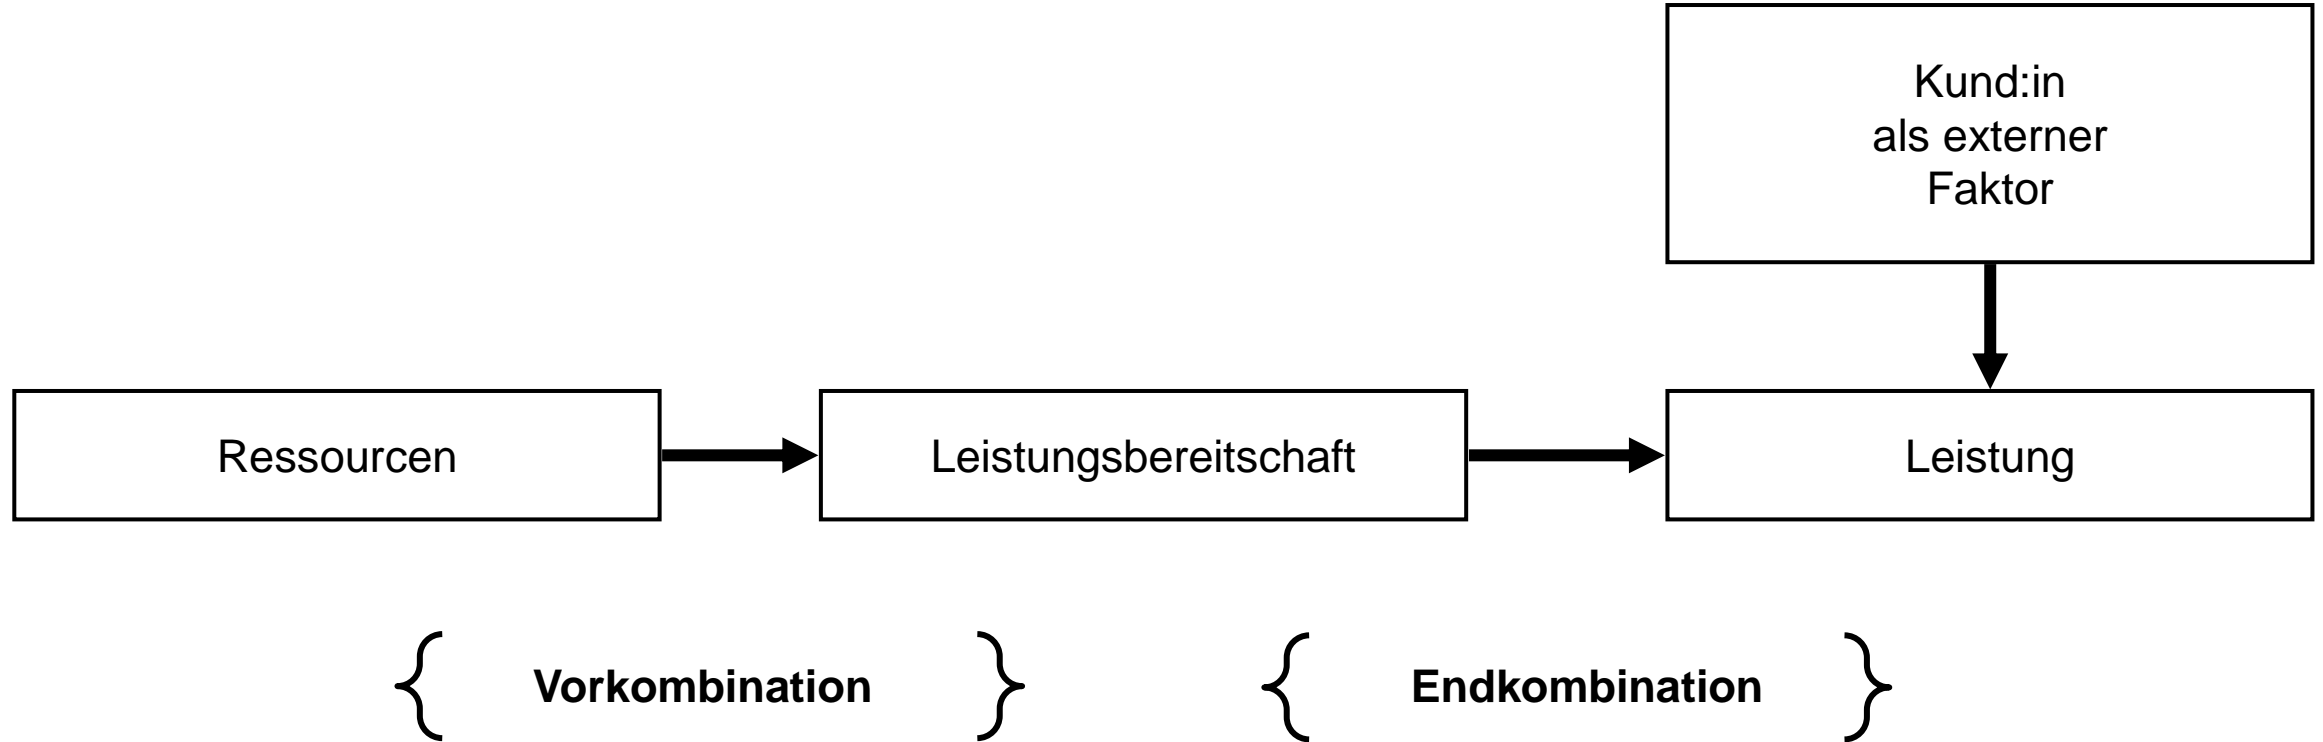 Kund:in
als externer
Faktor
Ressourcen
Leistungsbereitschaft
Leistung
Vorkombination
Endkombination